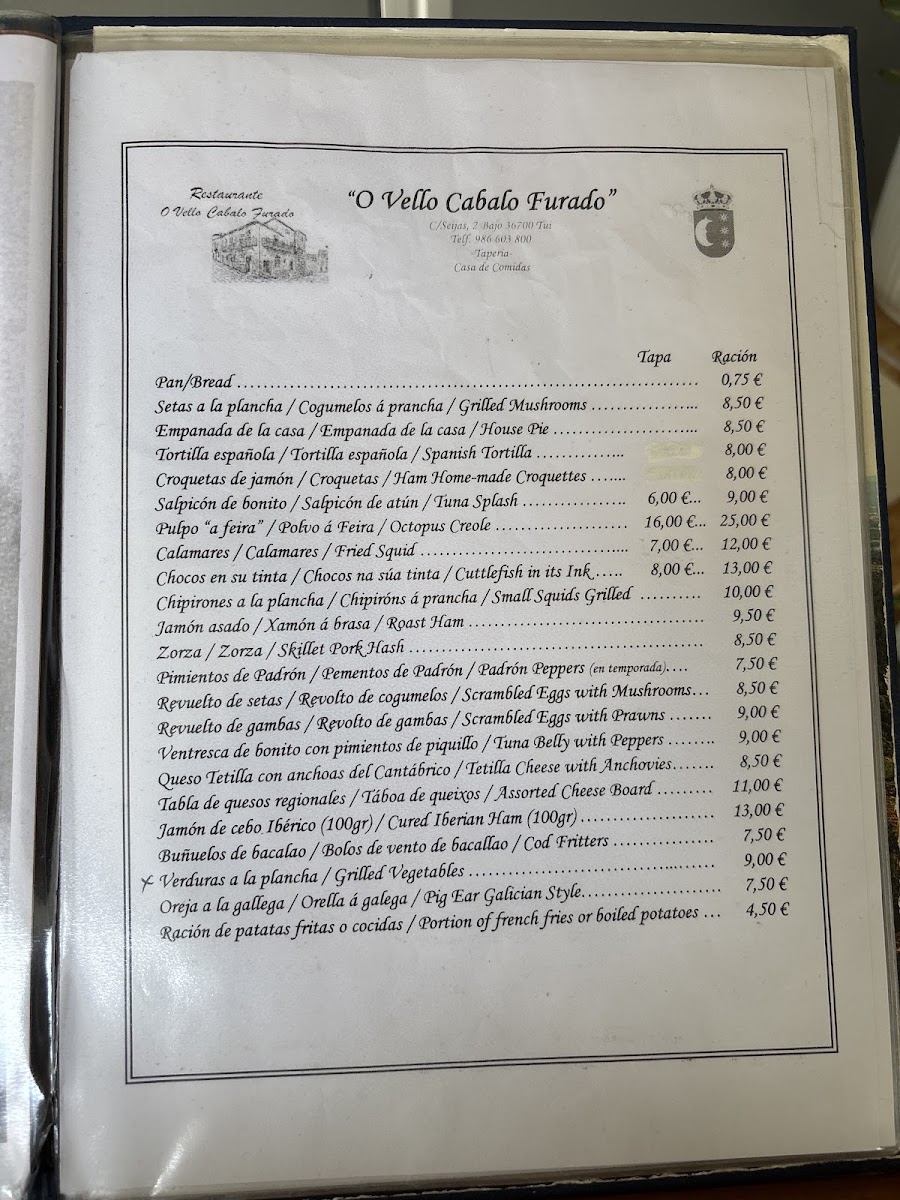 Restaurante
O Vello Cabalo Furado
“O Vello Cabalo Furado”
C/Seijas, 2 Bajo 36700 Tui
Telf. 986 603 800
-Taperia-
Casa de Comidas
Tapa Ración
Pan/Bread 0,75 €
Setas a la plancha / Cogumelos á prancha / Grilled Mushrooms 8,50 €
Empanada de la casa / Empanada de la casa / House Pie 8,50 €
Tortilla española / Tortilla española / Spanish Tortilla 8,00 €
Croquetas de jamón / Croquetas / Ham Home-made Croquettes 8,00 €
Salpicón de bonito / Salpicón de atún / Tuna Splash 6,00 €... 9,00 €
Pulpo “a feira” / Polvo á Feira / Octopus Creole 16,00 €... 25,00 €
Calamares / Calamares / Fried Squid 7,00 €... 12,00 €
Chocos en su tinta / Chocos na súa tinta / Cuttlefish in its Ink 8,00 €... 13,00 €
Chipirones a la plancha / Chipiróns á prancha / Small Squids Grilled 10,00 €
Jamón asado / Xamón á brasa / Roast Ham 9,50 €
Zorza / Zorza / Skillet Pork Hash 8,50 €
Pimientos de Padrón / Pementos de Padrón / Padrón Peppers (en temporada) 7,50 €
Revuelto de setas / Revolto de cogumelos / Scrambled Eggs with Mushrooms 8,50 €
Revuelto de gambas / Revolto de gambas / Scrambled Eggs with Prawns 9,00 €
Ventresca de bonito con pimientos de piquillo / Tuna Belly with Peppers 9,00 €
Queso Tetilla con anchoas del Cantábrico / Tetilla Cheese with Anchovies 8,50 €
Tabla de quesos regionales / Táboa de queixos / Assorted Cheese Board 11,00 €
Jamón de cebo Ibérico (100gr) / Cured Iberian Ham (100gr) 13,00 €
Buñuelos de bacalao / Bolos de vento de bacallao / Cod Fritters 7,50 €
x Verduras a la plancha / Grilled Vegetables 9,00 €
Oreja a la gallega / Orella á galega / Pig Ear Galician Style 7,50 €
Ración de patatas fritas o cocidas / Portion of french fries or boiled potatoes 4,50 €